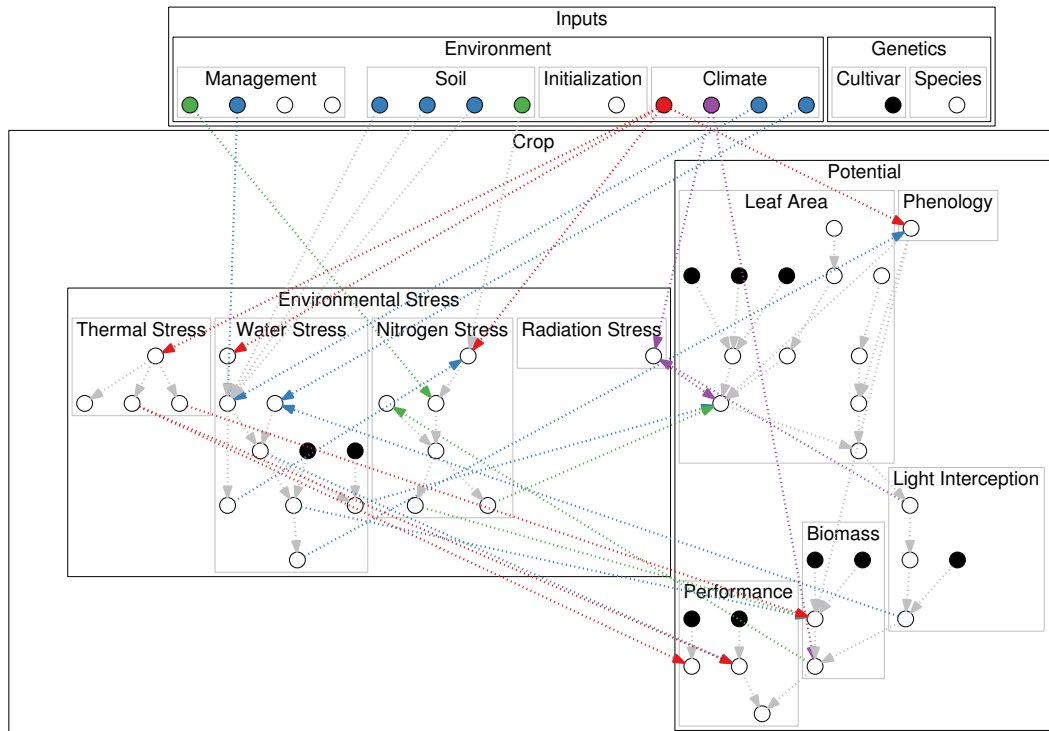 Inputs
Environment
Genetics
Management
Soil
Initialization
Climate
Cultivar
Species
Crop
Potential
Leaf Area
Phenology
Environmental Stress
Thermal Stress
Water Stress
Nitrogen Stress
Radiation Stress
Light Interception
Biomass
Performance